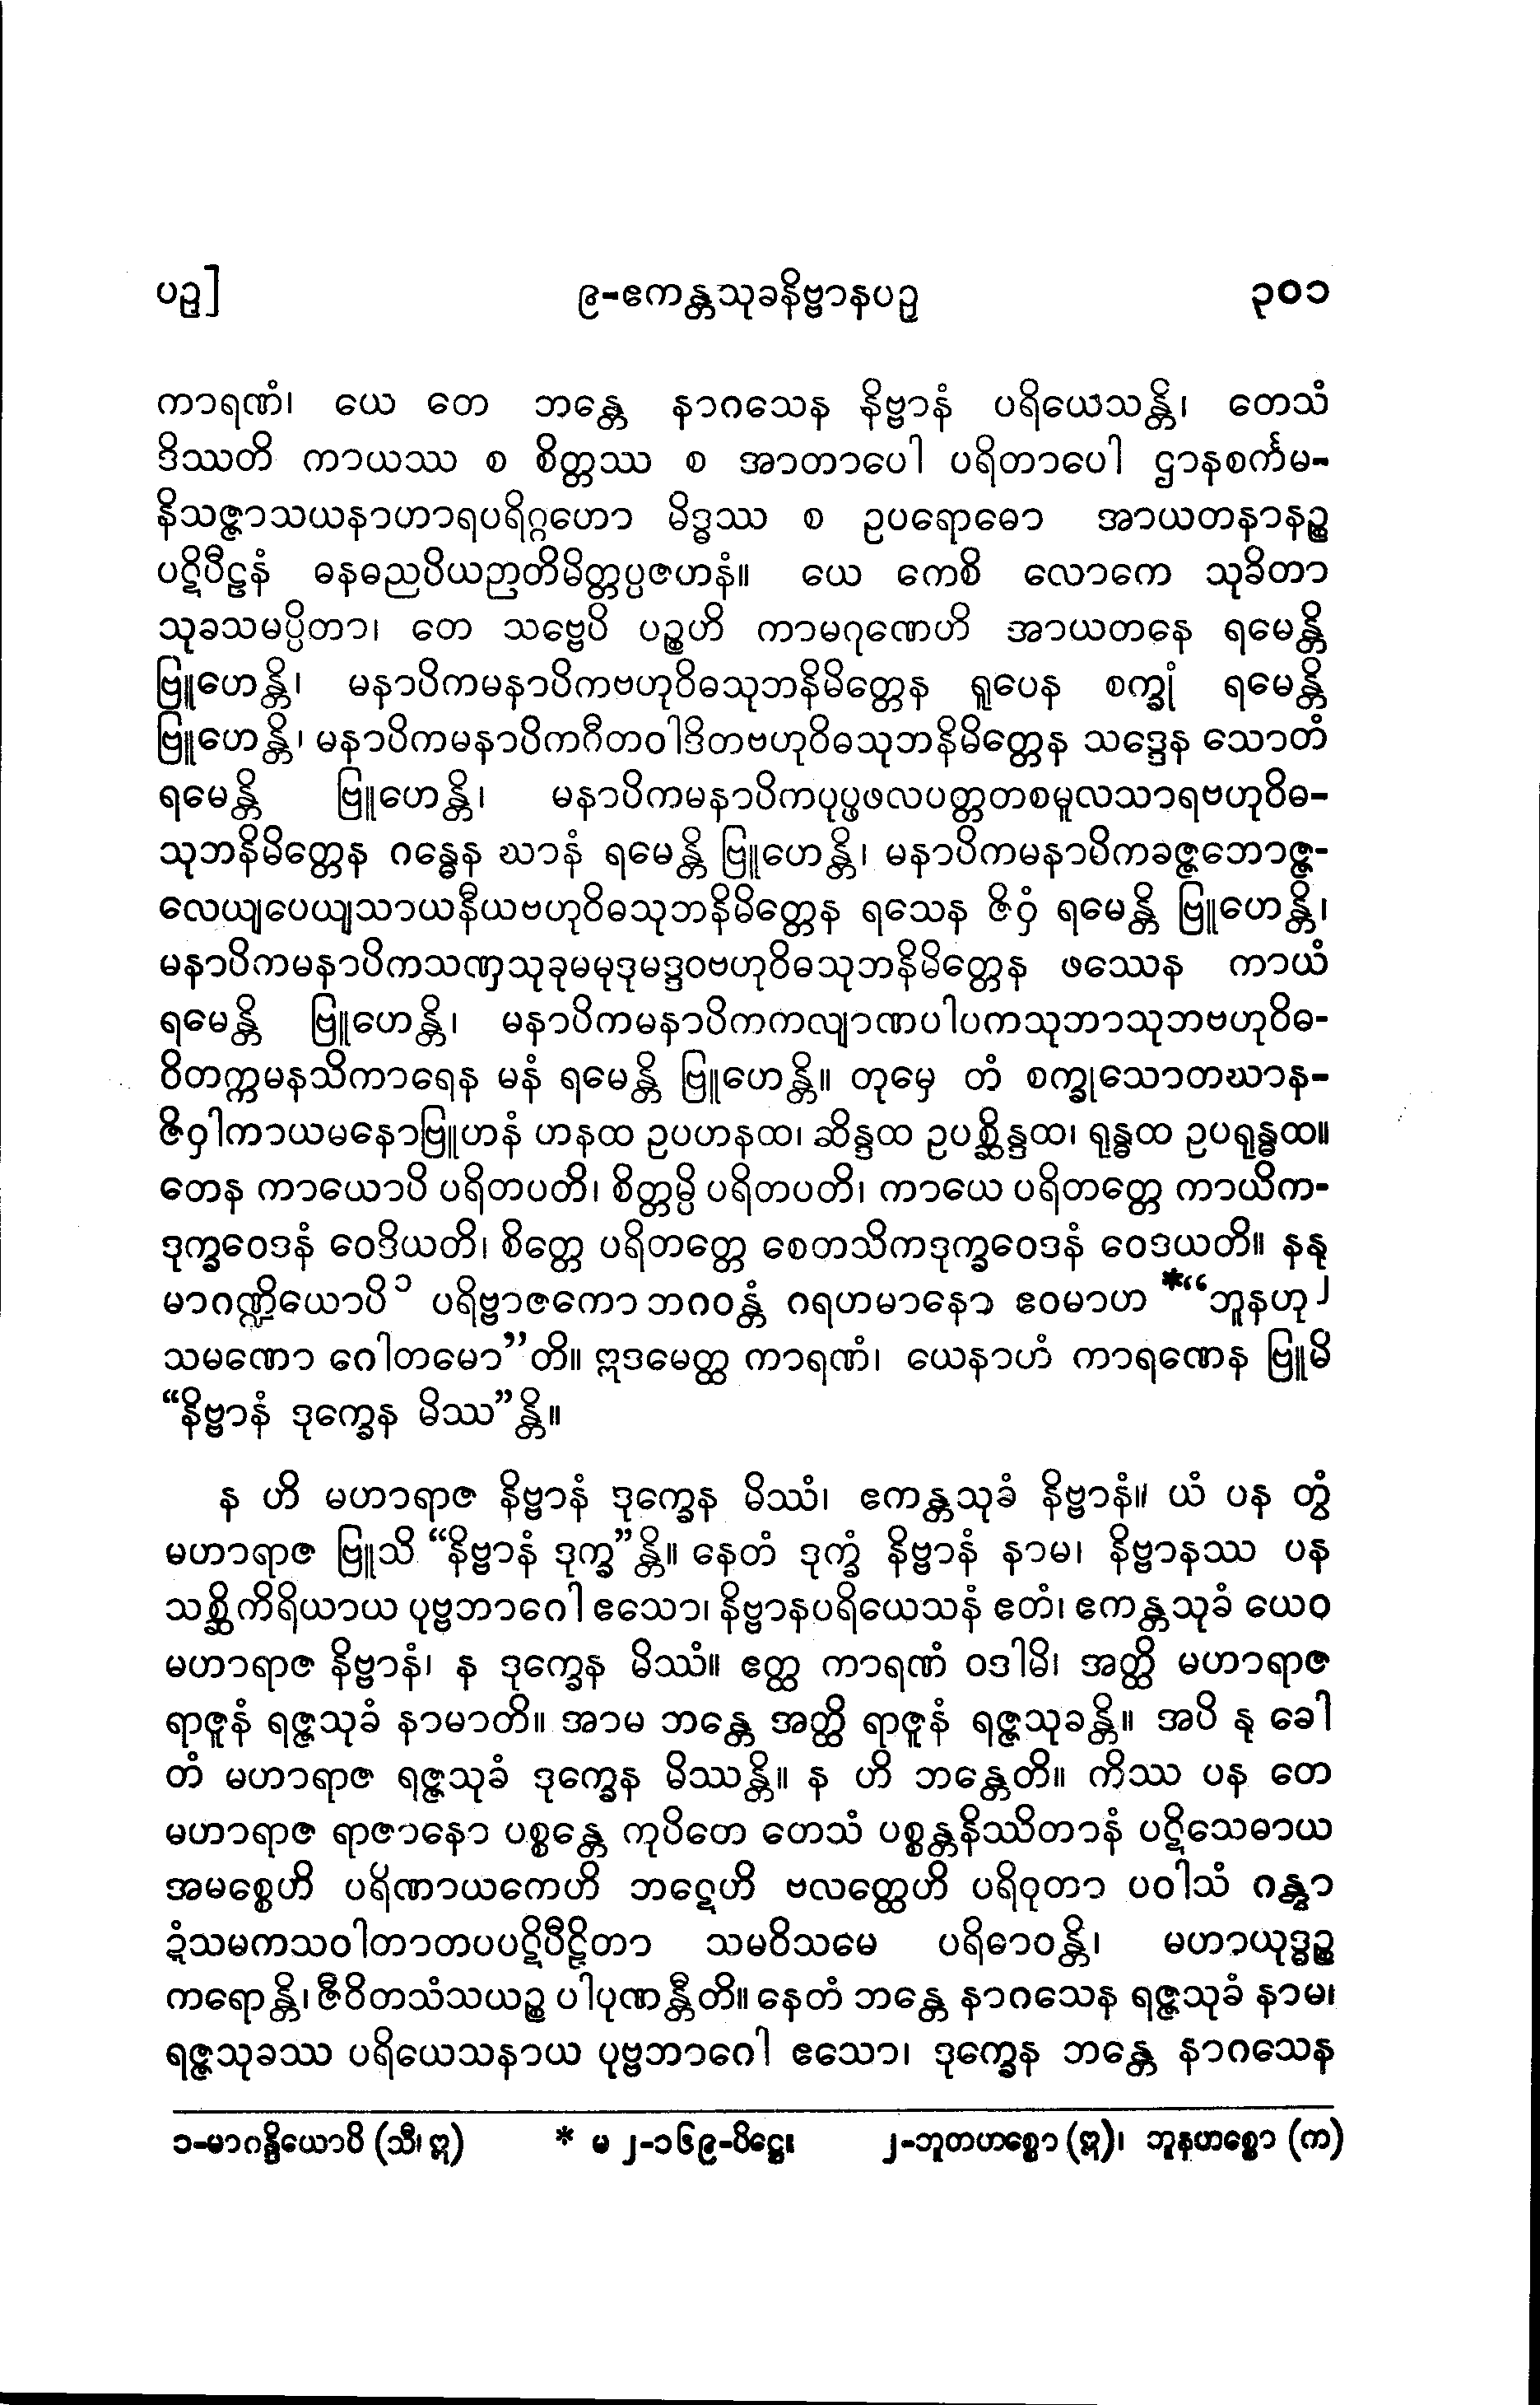 ပဥှ]
၉-ဧကန္တသုခနိဗ္ဗာနပဥှ
၃၀၁
ကာရဏံ၊ ယေ တေ ဘန္တေ နာဂသေန နိဗ္ဗာနံ ပရိယေသန္တိ၊ တေသံ
ဒိဿတိ ကာယဿ စ စိတ္တဿ စ အာတာပေါ ပရိတာပေါ ဌာနစင်္ကမ-
နိသဇ္ဇာသယနာဟာရပရိဂ္ဂဟော မိဒ္ဓဿ စ ဥပရောဓော အာယတနာနဉ္စ
ပဋိပီဠနံ ဓနဓညပိယဉာတိမိတ္တပ္ပဇဟနံ။ ယေ ကေစိ လောကေ သုခိတာ
သုခသမပ္ပိတာ၊ တေ သဗ္ဗေပိ ပဉ္စဟိ ကာမဂုဏေဟိ အာယတနေ ရမေန္တိ
ဗြူဟေန္တိ၊ မနာပိကမနာပိကဗဟုဝိဓသုဘနိမိတ္တေန ရူပေန စက္ခုံ ရမေန္တိ
ဗြူဟေန္တိ၊ မနာပိကမနာပိကဂီတဝါဒိတဗဟုဝိဓသုဘနိမိတ္တေန သဒ္ဒေန သောတံ
ရမေန္တိ ဗြူဟေန္တိ၊ မနာပိကမနာပိကပုပ္ဖဖလပတ္တတစမူလသာရဗဟုဝိဓ-
သုဘနိမိတ္တေန ဂန္ဓေန ဃာနံ ရမေန္တိ ဗြူဟေန္တိ၊ မနာပိကမနာပိကခဇ္ဇဘောဇ္ဇ-
လေယျပေယျသာယနီယဗဟုဝိဓသုဘနိမိတ္တေန ရသေန ဇိဝှံ ရမေန္တိ ဗြူဟေန္တိ၊
မနာပိကမနာပိကသဏှသုခုမမုဒုမဒ္ဒဝဗဟုဝိဓသုဘနိမိတ္တေန ဖဿေန ကာယံ
ရမေန္တိ ဗြူဟေန္တိ၊ မနာပိကမနာပိကကလျာဏပါပကသုဘာသုဘဗဟုဝိဓ-
ဝိတက္ကမနသိကာရေန မနံ ရမေန္တိ ဗြူဟေန္တိ။ တုမှေ တံ စက္ခုသောတဃာန-
ဇိဝှါကာယမနောဗြူဟနံ ဟနထ ဥပဟနထ၊ ဆိန္ဒထ ဥပစ္ဆိန္ဒထ၊ ရုန္ဓထ ဥပရုန္ဓထ။
တေန ကာယောပိ ပရိတပတိ၊ စိတ္တမ္ပိ ပရိတပတိ၊ ကာယေ ပရိတတ္တေ ကာယိက-
ဒုက္ခဝေဒနံ ဝေဒိယတိ၊ စိတ္တေ ပရိတတ္တေ စေတသိကဒုက္ခဝေဒနံ ဝေဒယတိ။ နနု
မာဂဏ္ဍိယောပိ ၁ ပရိဗ္ဗာဇကော ဘဂဝန္တံ ဂရဟမာနော ဧဝမာဟ *“ဘူနဟု ၂
သမဏော ဂေါတမော”တိ။ ဣဒမေတ္ထ ကာရဏံ၊ ယေနာဟံ ကာရဏေန ဗြူမိ
“နိဗ္ဗာနံ ဒုက္ခေန မိဿ”န္တိ။
န ဟိ မဟာရာဇ နိဗ္ဗာနံ ဒုက္ခေန မိဿံ၊ ဧကန္တသုခံ နိဗ္ဗာနံ။ ယံ ပန တွံ
မဟာရာဇ ဗြူသိ “နိဗ္ဗာနံ ဒုက္ခ”န္တိ။ နေတံ ဒုက္ခံ နိဗ္ဗာနံ နာမ၊ နိဗ္ဗာနဿ ပန
သစ္ဆိကိရိယာယ ပုဗ္ဗဘာဂေါ ဧသော၊ နိဗ္ဗာနပရိယေသနံ ဧတံ၊ ဧကန္တသုခံ ယေဝ
မဟာရာဇ နိဗ္ဗာနံ၊ န ဒုက္ခေန မိဿံ။ ဧတ္ထ ကာရဏံ ဝဒါမိ၊ အတ္ထိ မဟာရာဇ
ရာဇူနံ ရဇ္ဇသုခံ နာမာတိ။ အာမ ဘန္တေ အတ္ထိ ရာဇူနံ ရဇ္ဇသုခန္တိ။ အပိ နု ခေါ
တံ မဟာရာဇ ရဇ္ဇသုခံ ဒုက္ခေန မိဿန္တိ။ န ဟိ ဘန္တေတိ။ ကိဿ ပန တေ
မဟာရာဇ ရာဇာနော ပစ္စန္တေ ကုပိတေ တေသံ ပစ္စန္တနိဿိတာနံ ပဋိသေဓာယ
အမစ္စေဟိ ပရိဏာယကေဟိ ဘဋေဟိ ဗလတ္ထေဟိ ပရိဝုတာ ပဝါသံ ဂန္တွာ
ဍံသမကသဝါတာတပပဋိပီဠိတာ သမဝိသမေ ပရိဓာဝန္တိ၊ မဟာယုဒ္ဓဉ္စ
ကရောန္တိ၊ ဇီဝိတသံသယဉ္စ ပါပုဏန္တီတိ။ နေတံ ဘန္တေ နာဂသေန ရဇ္ဇသုခံ နာမ၊
ရဇ္ဇသုခဿ ပရိယေသနာယ ပုဗ္ဗဘာဂေါ ဧသော၊ ဒုက္ခေန ဘန္တေ နာဂသေန
၁-မာဂန္ဒိယောပိ (သီ၊ ဣ) * မ ၂-၁၆၉-ပိဋ္ဌေ။ ၂-ဘူတဟစ္စော (ဣ)၊ ဘူနဟစ္စော (က)